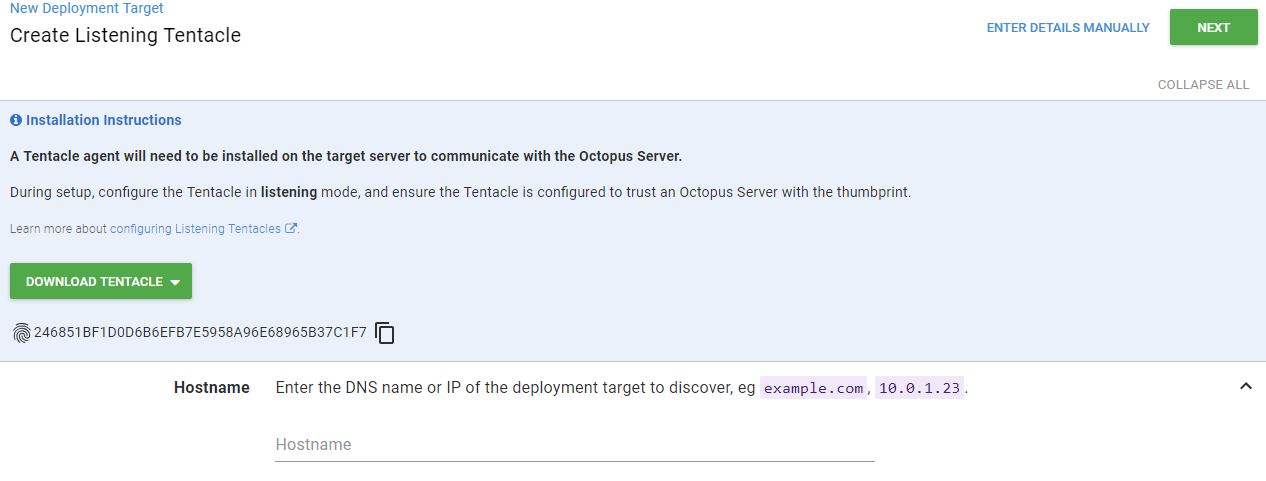 New Deployment Target
Create Listening Tentacle
ENTER DETAILS MANUALLY
NEXT
COLLAPSE ALL
Installation Instructions
A Tentacle agent will need to be installed on the target server to communicate with the Octopus Server.
During setup, configure the Tentacle in listening mode, and ensure the Tentacle is configured to trust an Octopus Server with the thumbprint.
Learn more about configuring Listening Tentacles.
DOWNLOAD TENTACLE
246851BF1D0D6B6EFB7E5958A96E68965B37C1F7
Hostname Enter the DNS name or IP of the deployment target to discover, eg example.com, 10.0.1.23.
Hostname